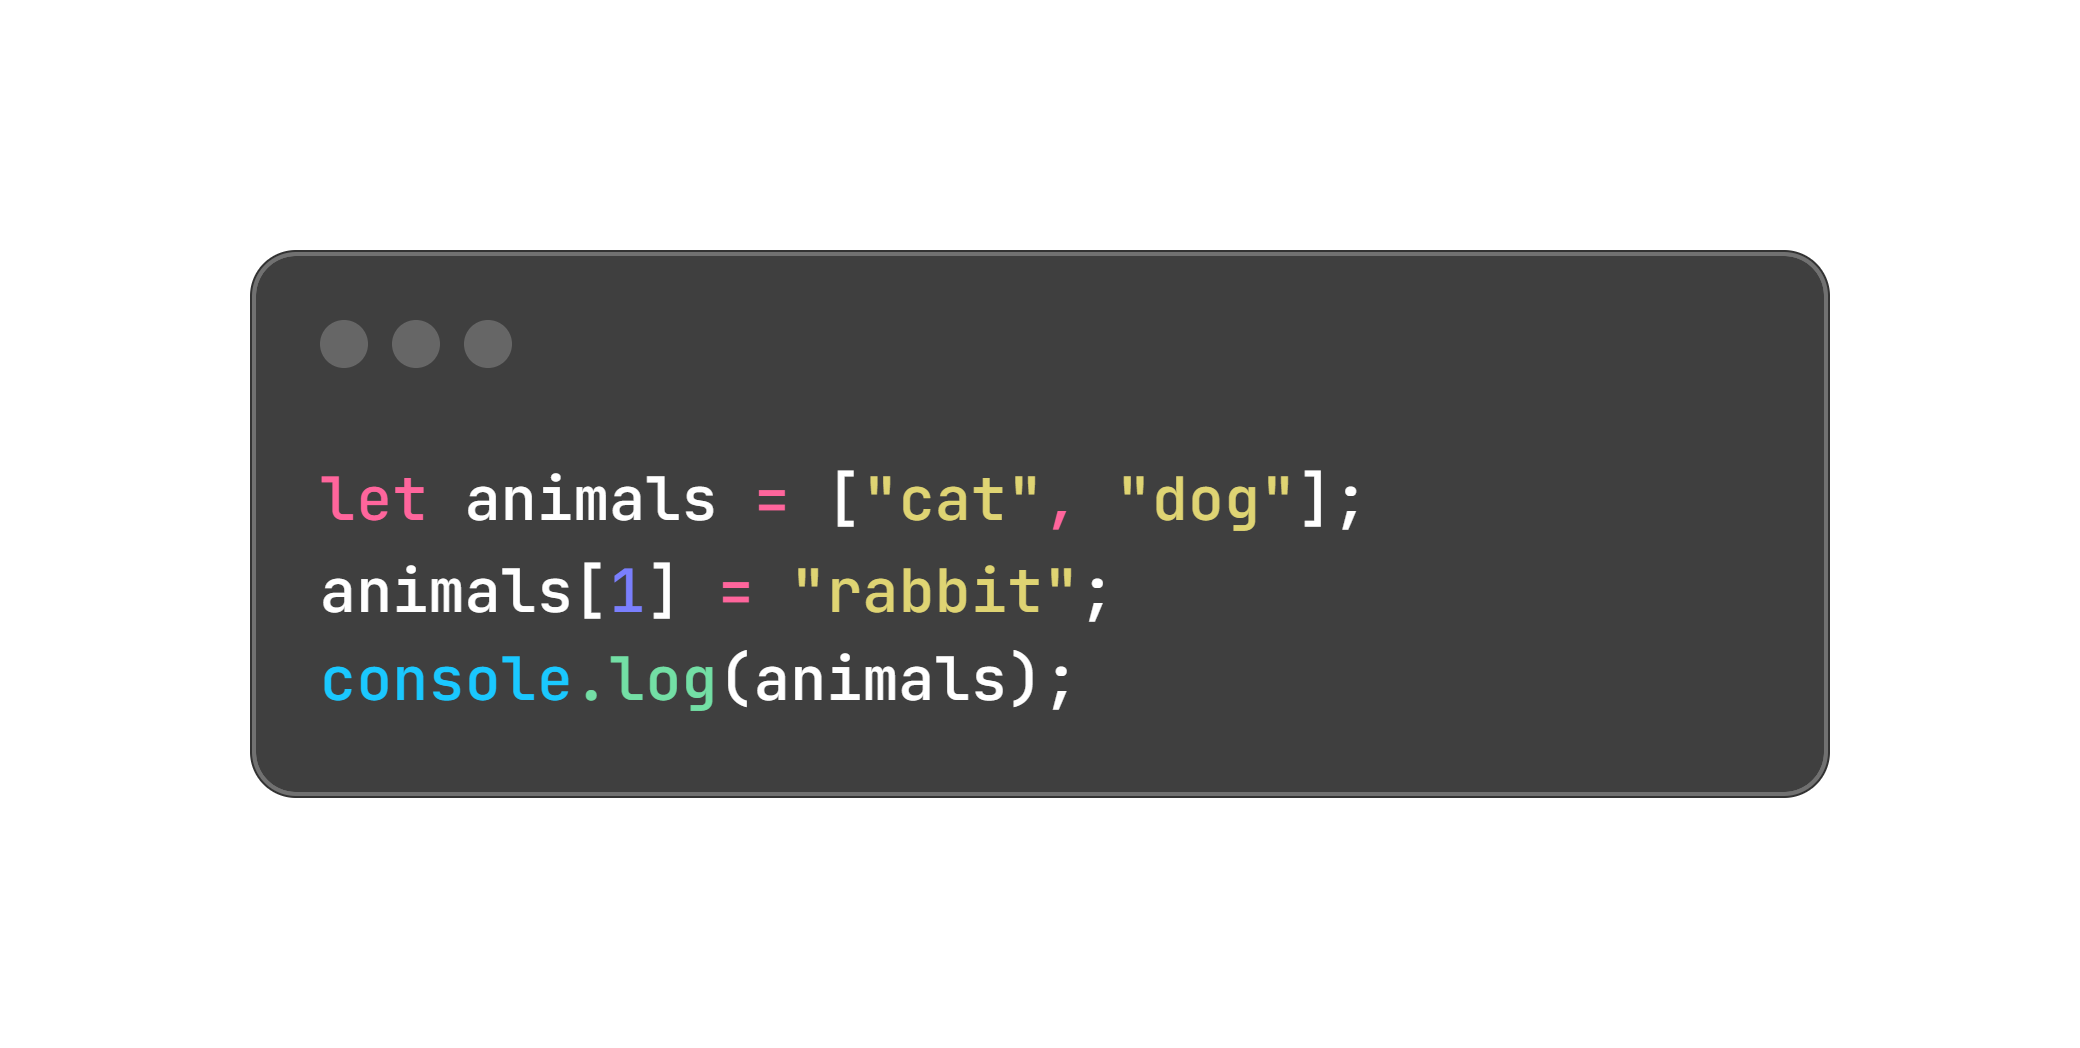 let animals = ["cat", "dog"];
animals[1] = "rabbit";
console.log(animals);